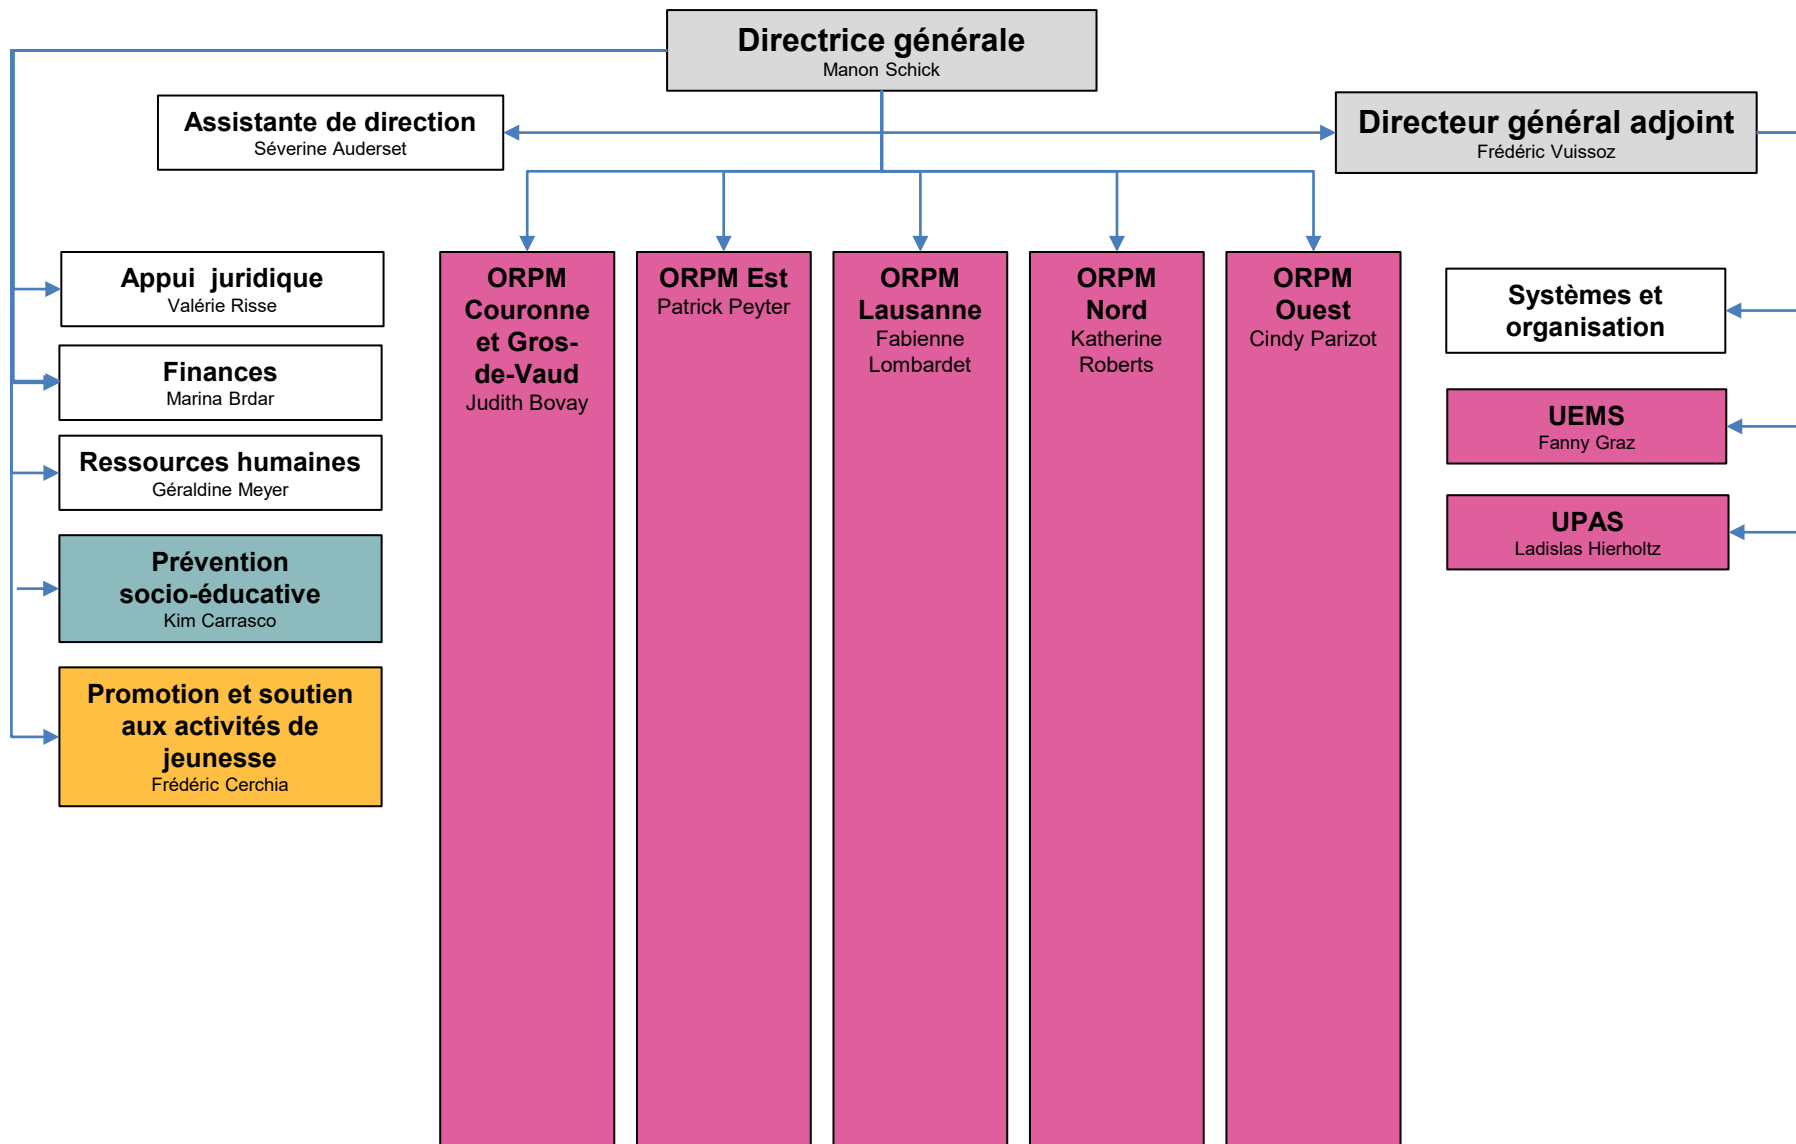 Directrice générale
Manon Schick
Assistante de direction
Séverine Auderset
Directeur général adjoint
Frédéric Vuissoz
Appui  juridique
Valérie Risse
Finances
Marina Brdar
Ressources humaines
Géraldine Meyer
Prévention
socio-éducative
Kim Carrasco
Promotion et soutien
aux activités de
jeunesse
Frédéric Cerchia
ORPM
Couronne
et Gros-
de-Vaud
Judith Bovay
ORPM Est
Patrick Peyter
ORPM
Lausanne
Fabienne
Lombardet
ORPM
Nord
Katherine
Roberts
ORPM
Ouest
Cindy Parizot
Systèmes et
organisation
UEMS
Fanny Graz
UPAS
Ladislas Hierholtz